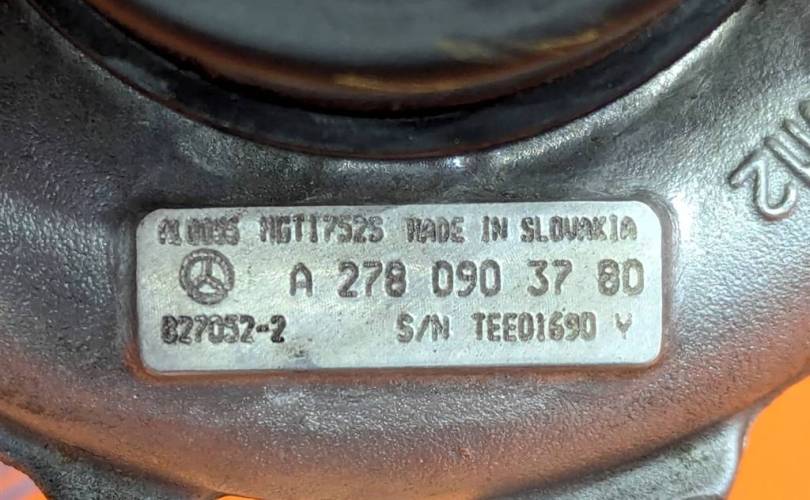 AL0095 MGT1752S MADE IN SLOVAKIA
A 278 090 37 80
827052-2 S/N TEE01690 Y